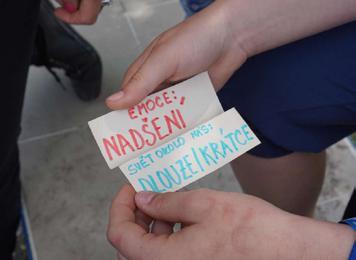 EMOCE:
NADŠENÍ
SVĚT OKOLO NÁS:
DLOUZE/KRÁTCE